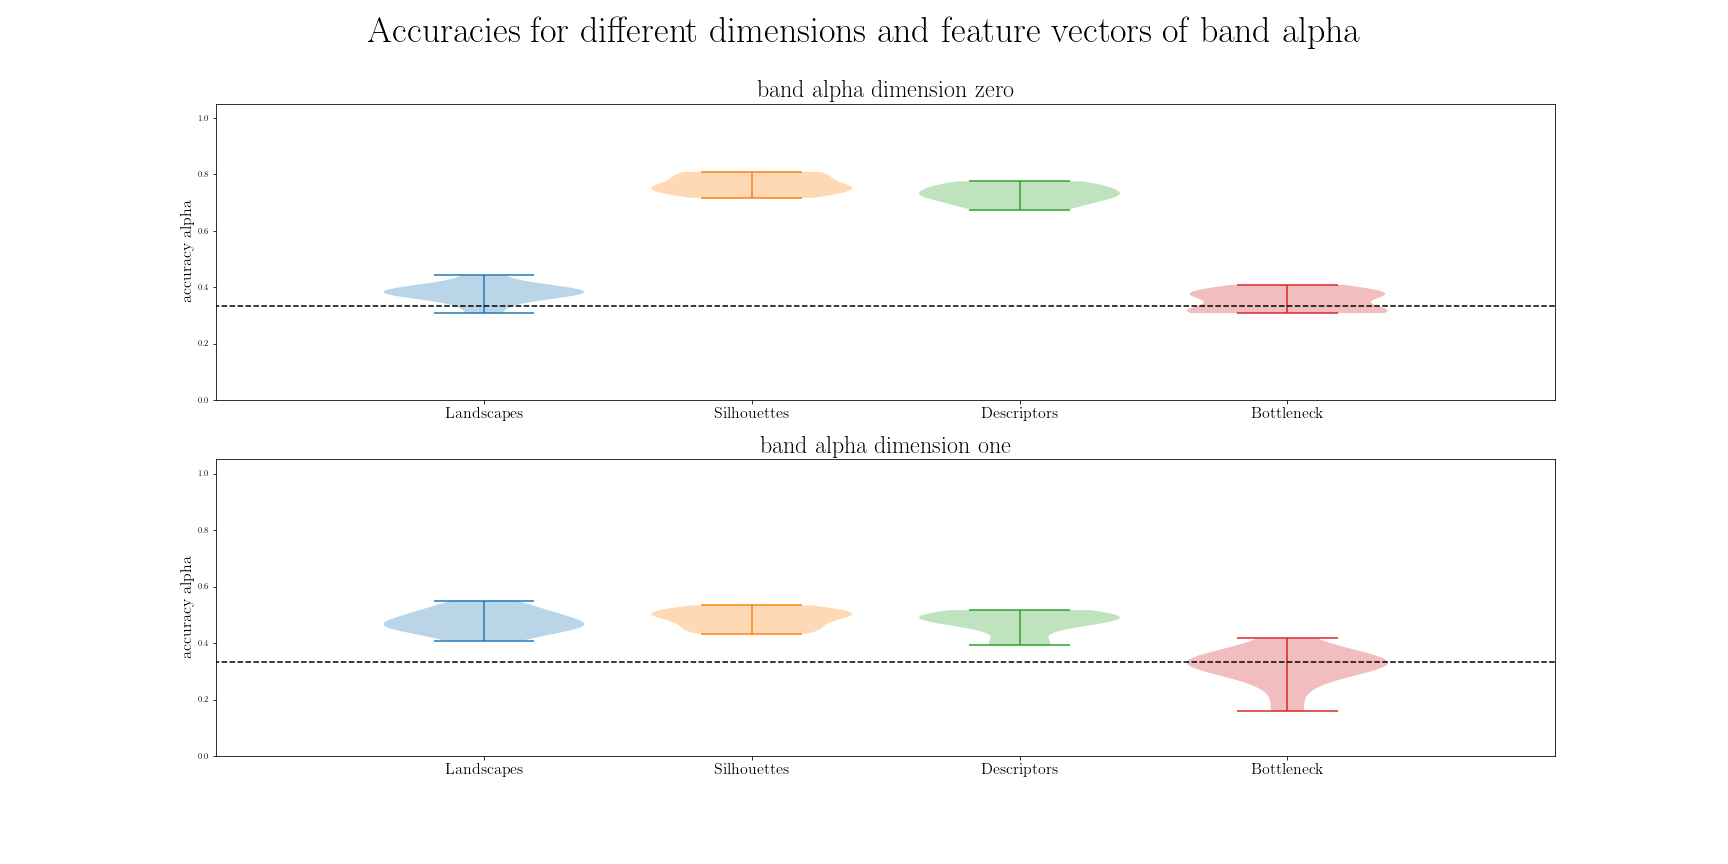 Accuracies for different dimensions and feature vectors of band alpha
band alpha dimension zero
1.0
0.8
0.6
0.4
0.2
0.0
accuracy alpha
Landscapes Silhouettes Descriptors Bottleneck
band alpha dimension one
1.0
0.8
0.6
0.4
0.2
0.0
accuracy alpha
Landscapes Silhouettes Descriptors Bottleneck